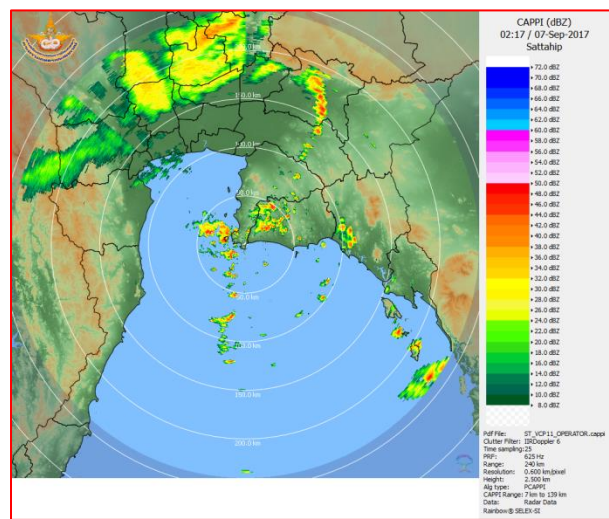 CAPPI (dBZ)
02:17 / 07-Sep-2017
Sattahip
+72.0 dBZ
+70.0 dBZ
+68.0 dBZ
+66.0 dBZ
+64.0 dBZ
+62.0 dBZ
+60.0 dBZ
+58.0 dBZ
+56.0 dBZ
+54.0 dBZ
+52.0 dBZ
+50.0 dBZ
+48.0 dBZ
+46.0 dBZ
+44.0 dBZ
+42.0 dBZ
+40.0 dBZ
+38.0 dBZ
+36.0 dBZ
+34.0 dBZ
+32.0 dBZ
+30.0 dBZ
+28.0 dBZ
+26.0 dBZ
+24.0 dBZ
+22.0 dBZ
+20.0 dBZ
+18.0 dBZ
+16.0 dBZ
+14.0 dBZ
+12.0 dBZ
+10.0 dBZ
+ 8.0 dBZ
150.0 km
100.0 km
50.0 km
100.0 km
150.0 km
200.0 km
Pdf File: ST_VCP11_OPERATOR.cappi
Clutter Filter: IIRDoppler 6
Time sampling:25
PRF: 625 Hz
Range: 240 km
Resolution: 0.600 km/pixel
Height: 2.500 km
Alg type: PCAPPI
CAPPI Range: 7 km to 139 km
Data: Radar Data
Rainbow® SELEX-SI